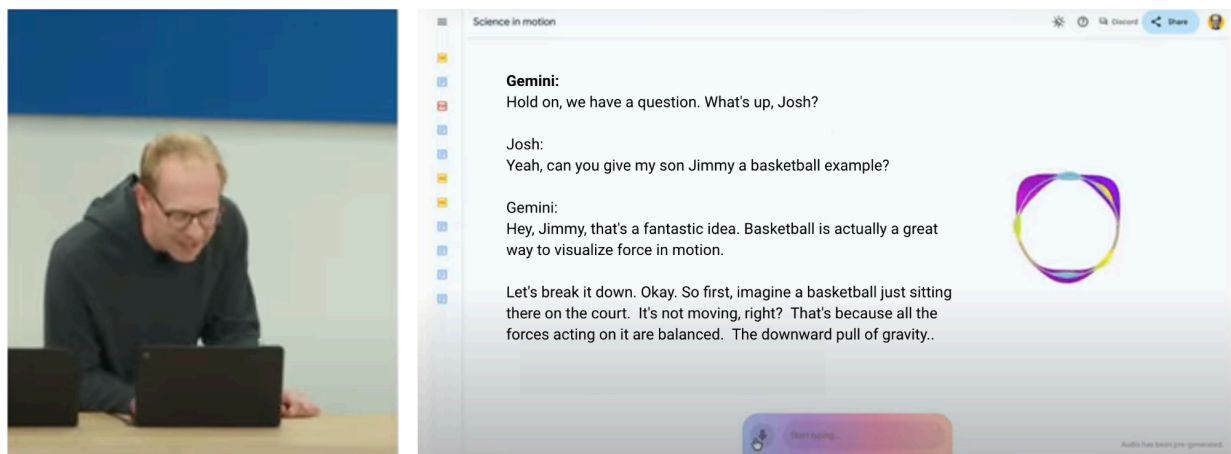 Science in motion
Discord
Share
Gemini:
Hold on, we have a question. What's up, Josh?
Josh:
Yeah, can you give my son Jimmy a basketball example?
Gemini:
Hey, Jimmy, that's a fantastic idea. Basketball is actually a great
way to visualize force in motion.
Let's break it down. Okay. So first, imagine a basketball just sitting
there on the court.  It's not moving, right?  That's because all the
forces acting on it are balanced.  The downward pull of gravity..
Start typing...
Audio has been pre-generated.